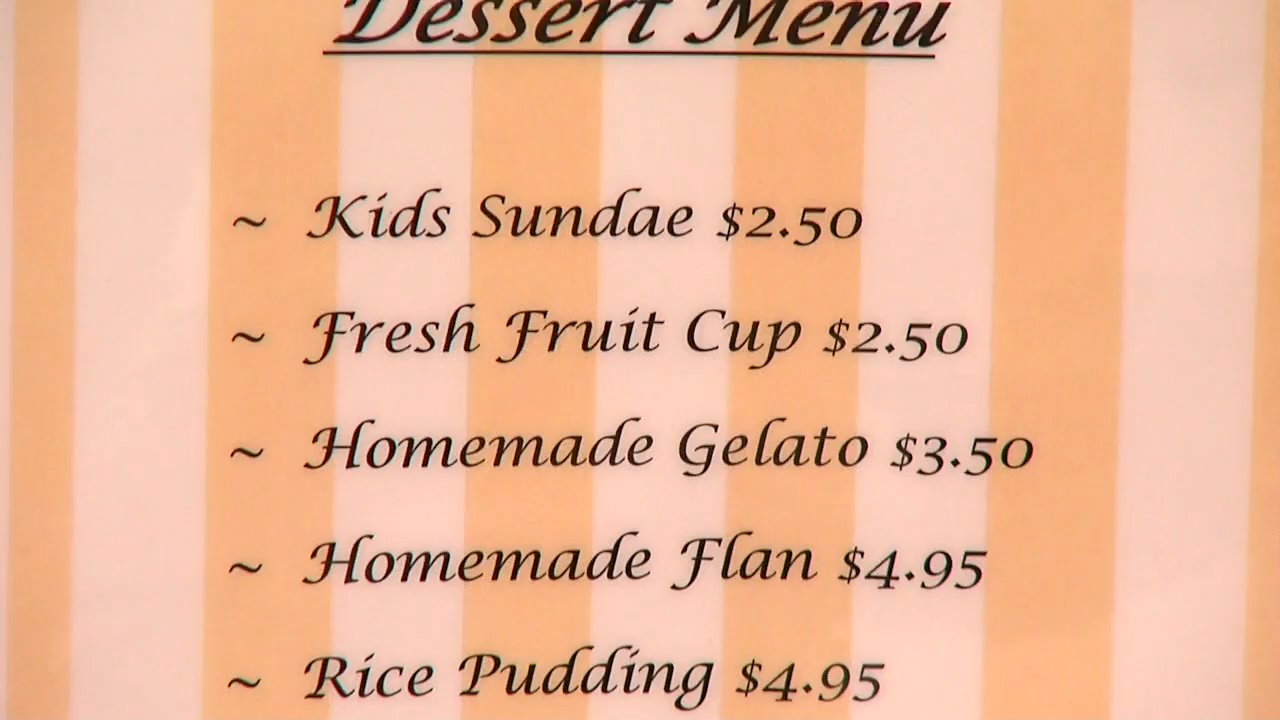 Dessert Menu
~ Kids Sundae $2.50
~ Fresh Fruit Cup $2.50
~ Homemade Gelato $3.50
~ Homemade Flan $4.95
~ Rice Pudding $4.95